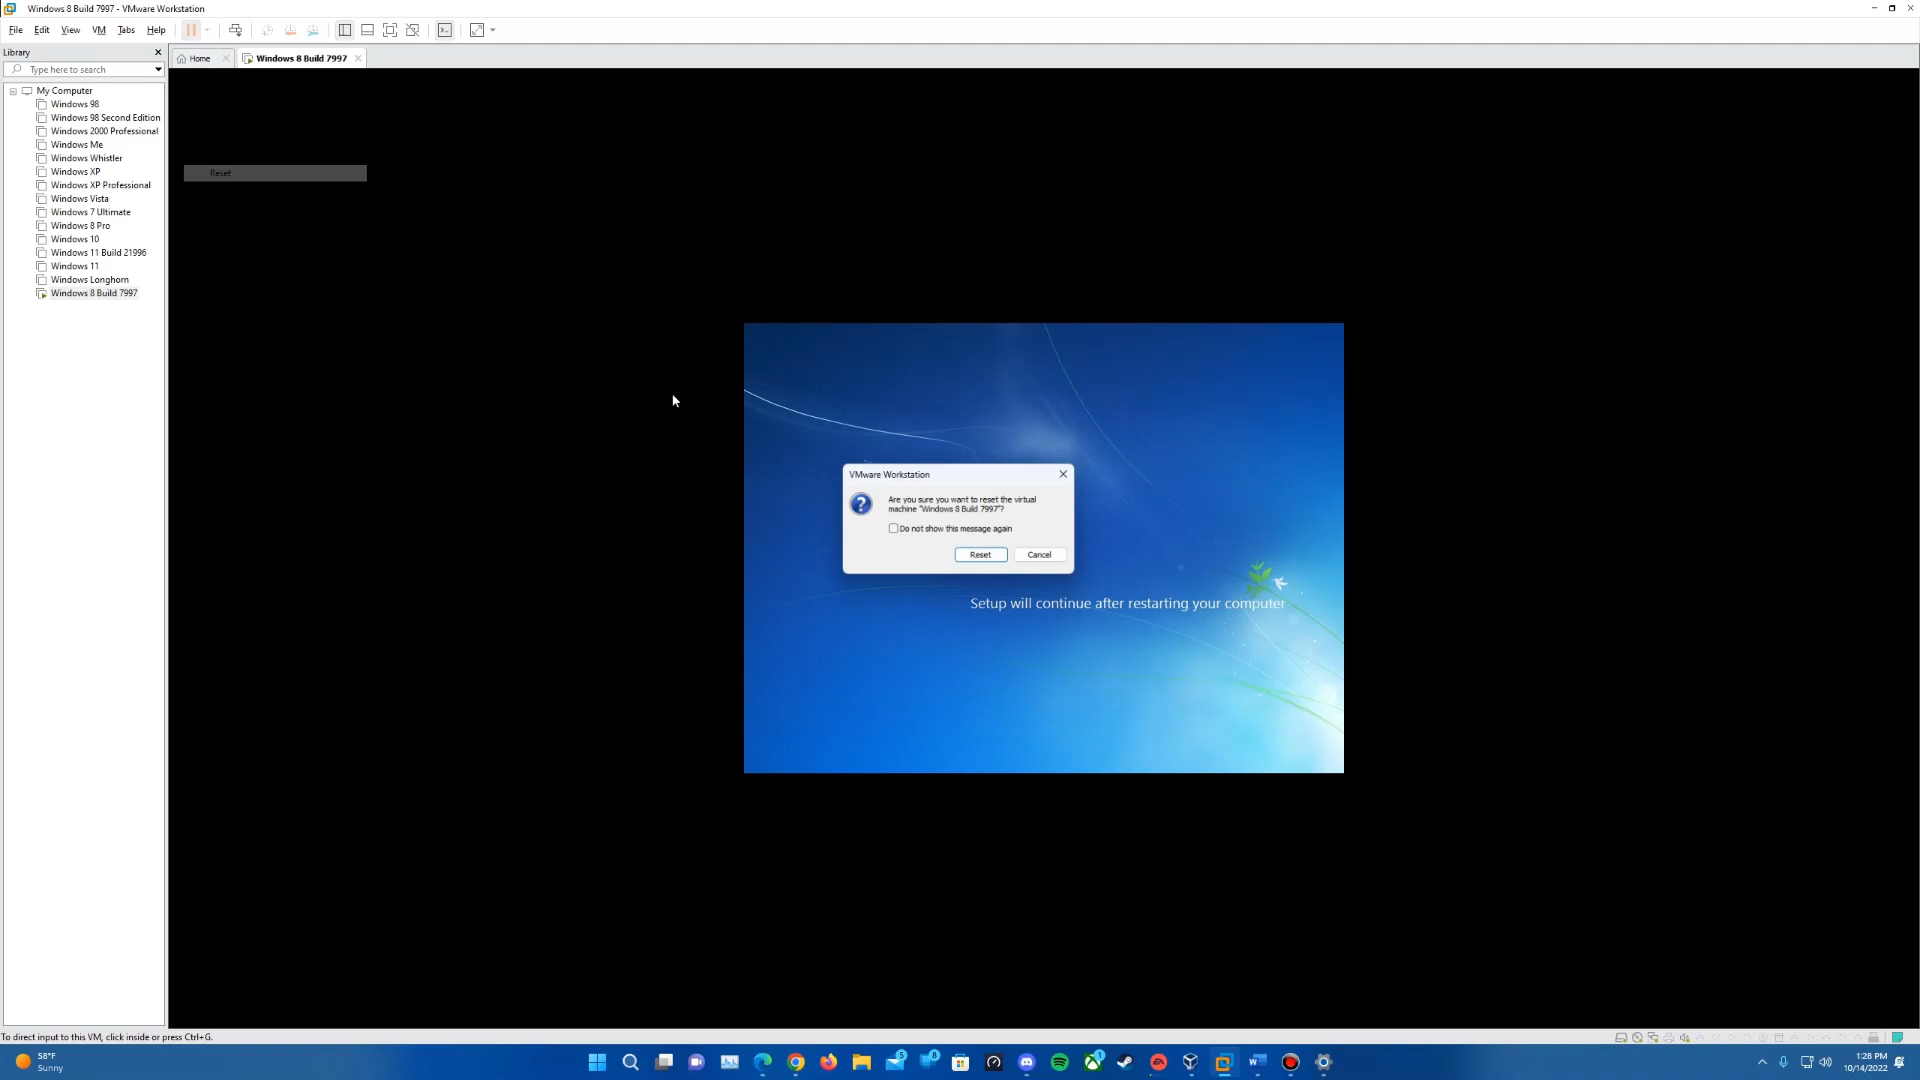 Windows 8 Build 7997 - VMware Workstation
File Edit View VM Tabs Help
Library
Type here to search
Home
Windows 8 Build 7997
My Computer
Windows 98
Windows 98 Second Edition
Windows 2000 Professional
Windows Me
Windows Whistler
Windows XP
Windows XP Professional
Windows Vista
Windows 7 Ultimate
Windows 8 Pro
Windows 10
Windows 11 Build 21996
Windows 11
Windows Longhorn
Windows 8 Build 7997
Reset
VMware Workstation
Are you sure you want to reset the virtual
machine "Windows 8 Build 7997"?
Do not show this message again
Reset Cancel
Setup will continue after restarting your computer
To direct input to this VM, click inside or press Ctrl+G.
58°F
Sunny
5
8
1
1:28 PM
10/14/2022